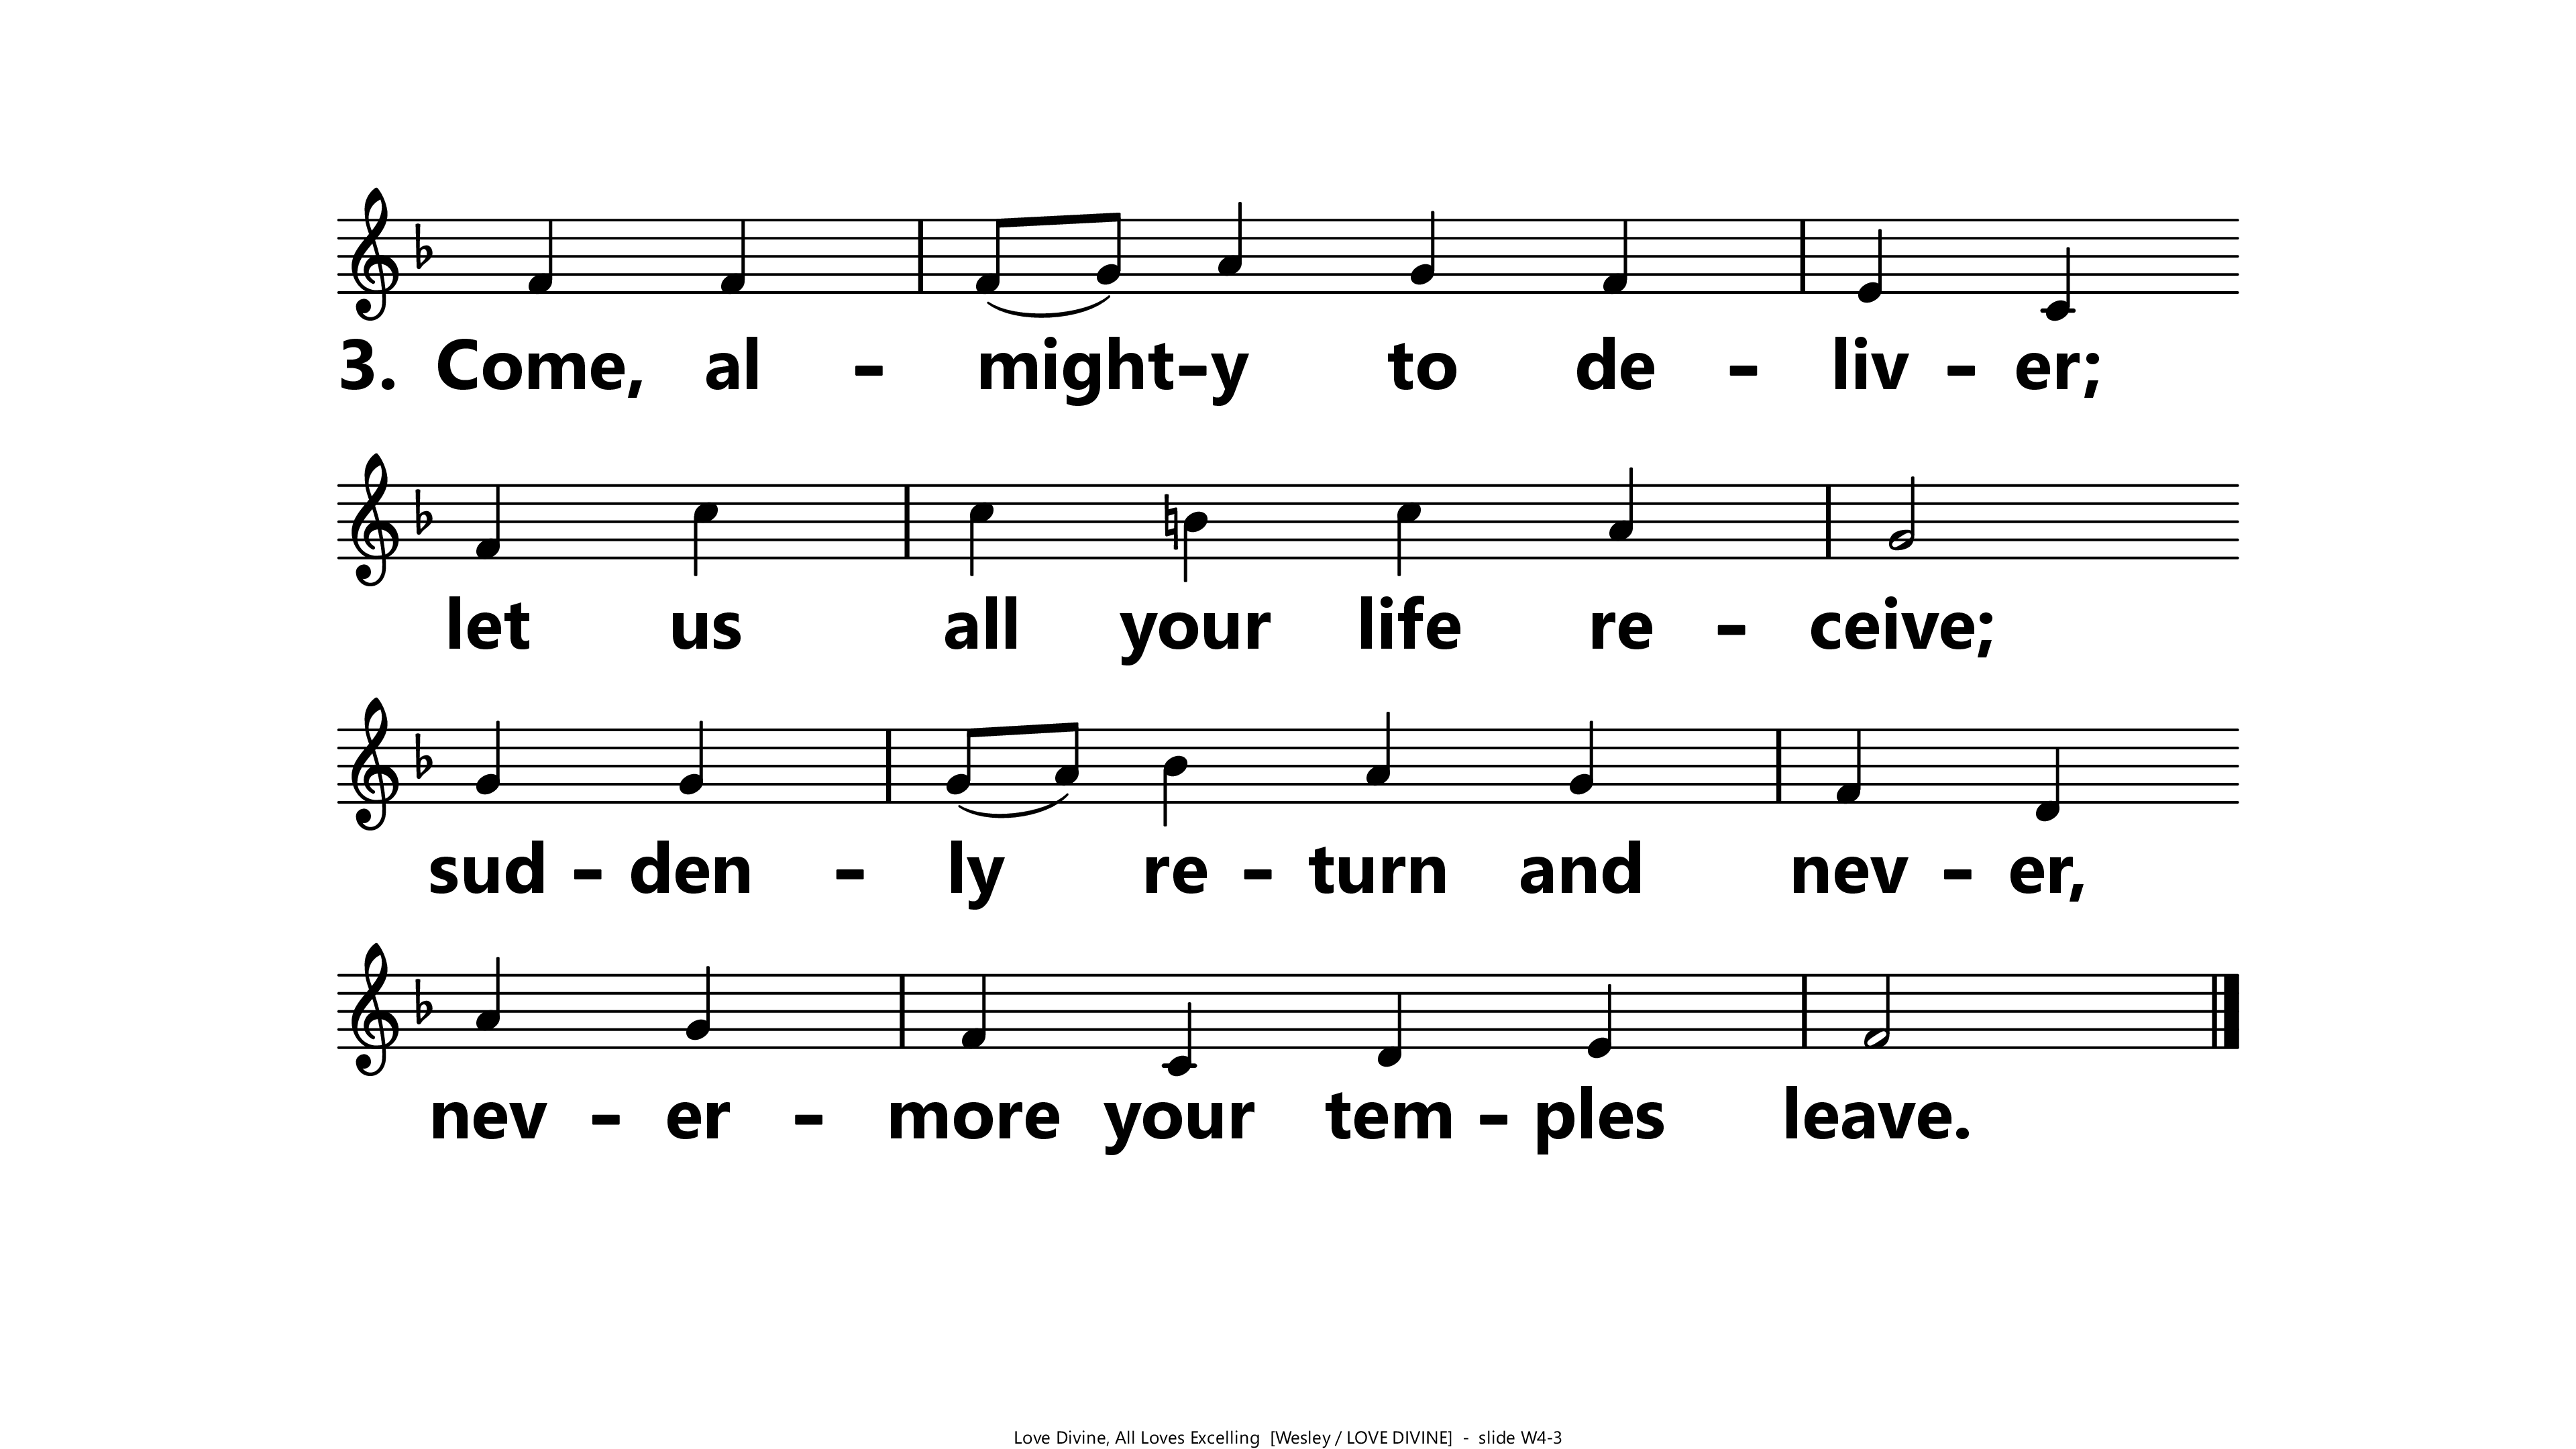 3. Come, al - might-y to de - liv - er;
let us all your life re - ceive;
sud - den - ly re - turn and nev - er,
nev - er - more your tem - ples leave.
Love Divine, All Loves Excelling [Wesley / LOVE DIVINE] - slide W4-3